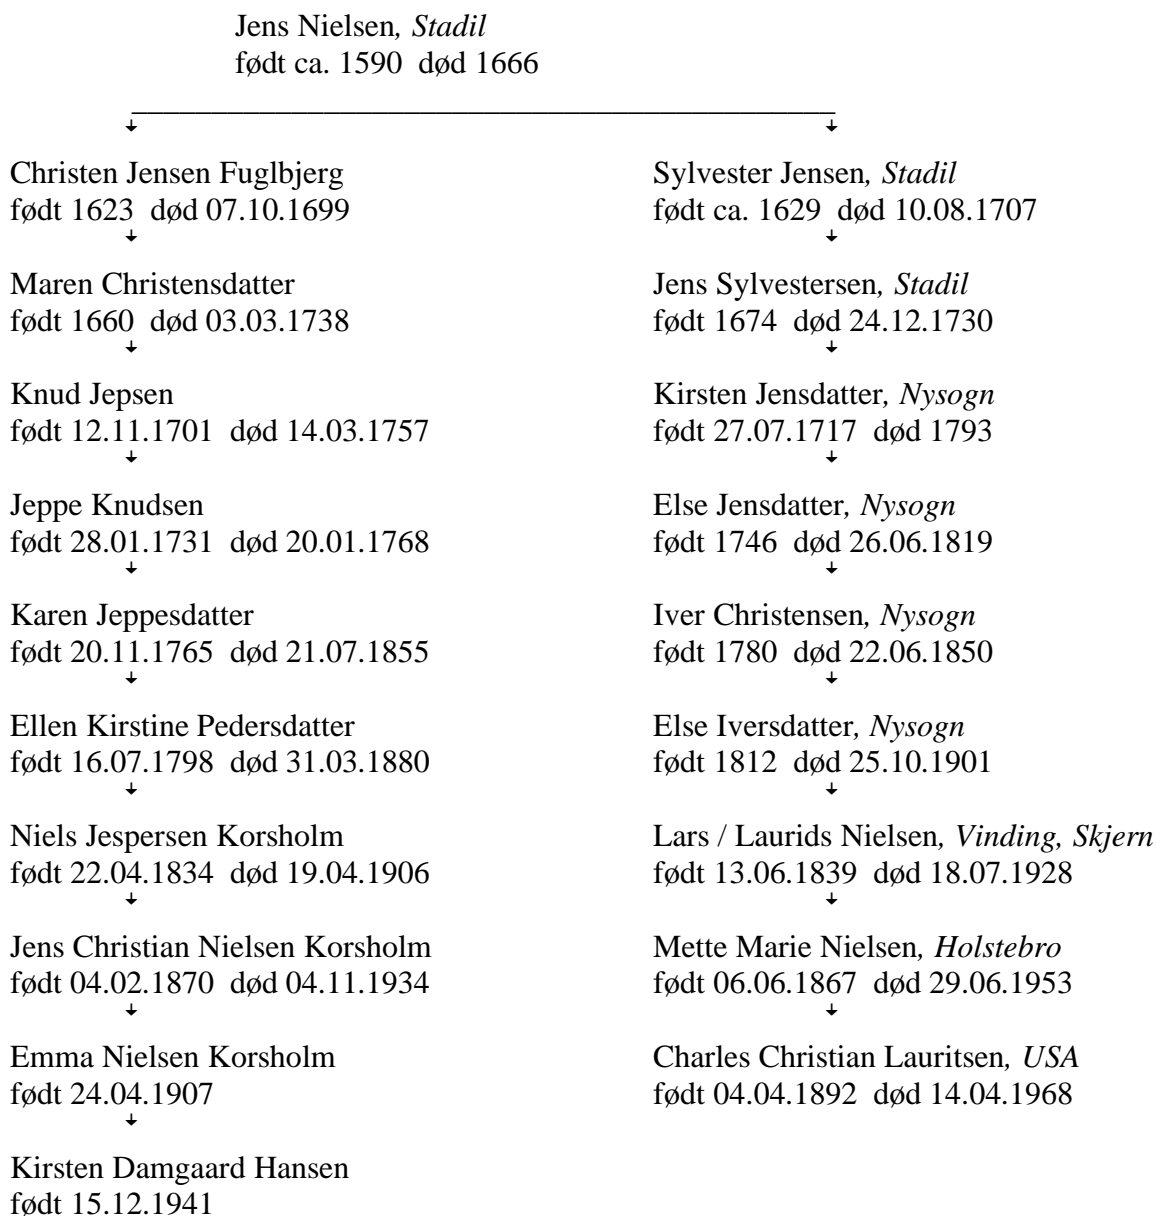 Jens Nielsen, Stadil
født ca. 1590 død 1666
Christen Jensen Fuglbjerg
født 1623 død 07.10.1699
Maren Christensdatter
født 1660 død 03.03.1738
Knud Jepsen
født 12.11.1701 død 14.03.1757
Jeppe Knudsen
født 28.01.1731 død 20.01.1768
Karen Jeppesdatter
født 20.11.1765 død 21.07.1855
Ellen Kirstine Pedersdatter
født 16.07.1798 død 31.03.1880
Niels Jespersen Korsholm
født 22.04.1834 død 19.04.1906
Jens Christian Nielsen Korsholm
født 04.02.1870 død 04.11.1934
Emma Nielsen Korsholm
født 24.04.1907
Kirsten Damgaard Hansen
født 15.12.1941
Sylvester Jensen, Stadil
født ca. 1629 død 10.08.1707
Jens Sylvestersen, Stadil
født 1674 død 24.12.1730
Kirsten Jensdatter, Nysogn
født 27.07.1717 død 1793
Else Jensdatter, Nysogn
født 1746 død 26.06.1819
Iver Christensen, Nysogn
født 1780 død 22.06.1850
Else Iversdatter, Nysogn
født 1812 død 25.10.1901
Lars / Laurids Nielsen, Vinding, Skjern
født 13.06.1839 død 18.07.1928
Mette Marie Nielsen, Holstebro
født 06.06.1867 død 29.06.1953
Charles Christian Lauritsen, USA
født 04.04.1892 død 14.04.1968